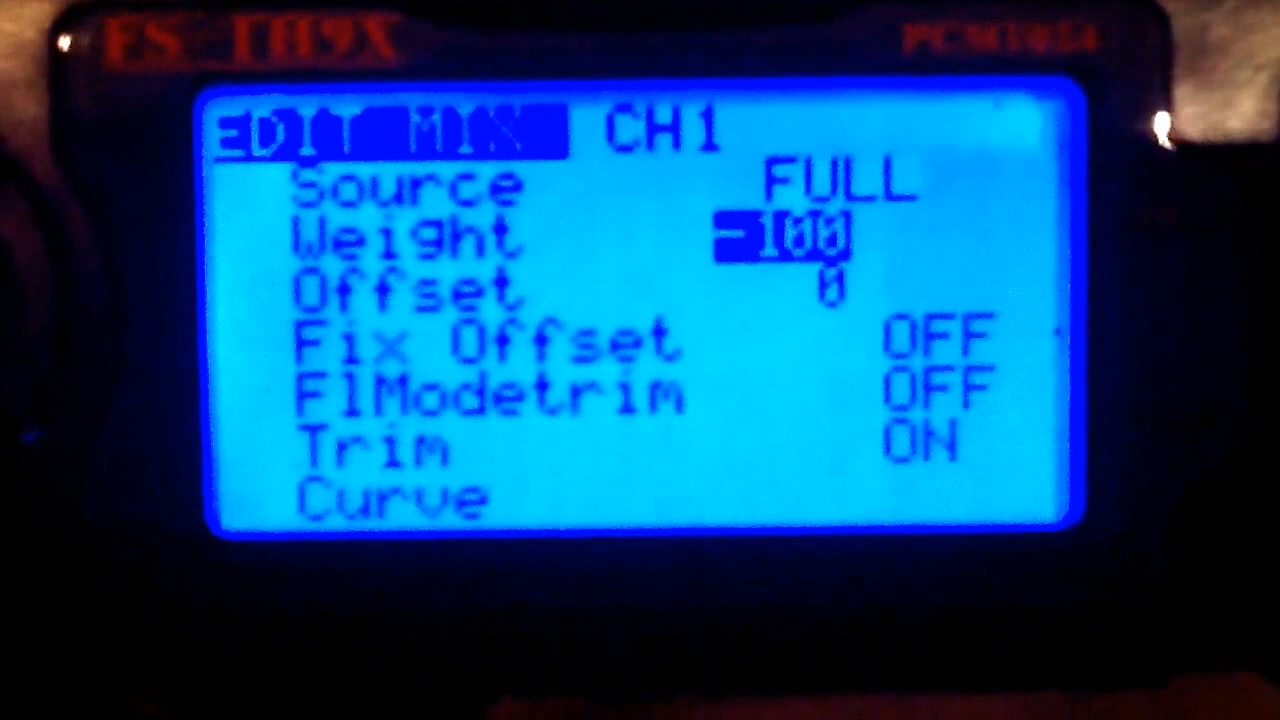 FS-TH9X PCM1024
EDIT MIX CH1
Source FULL
Weight -100
Offset 0
Fix Offset OFF
FlModetrim OFF
Trim ON
Curve